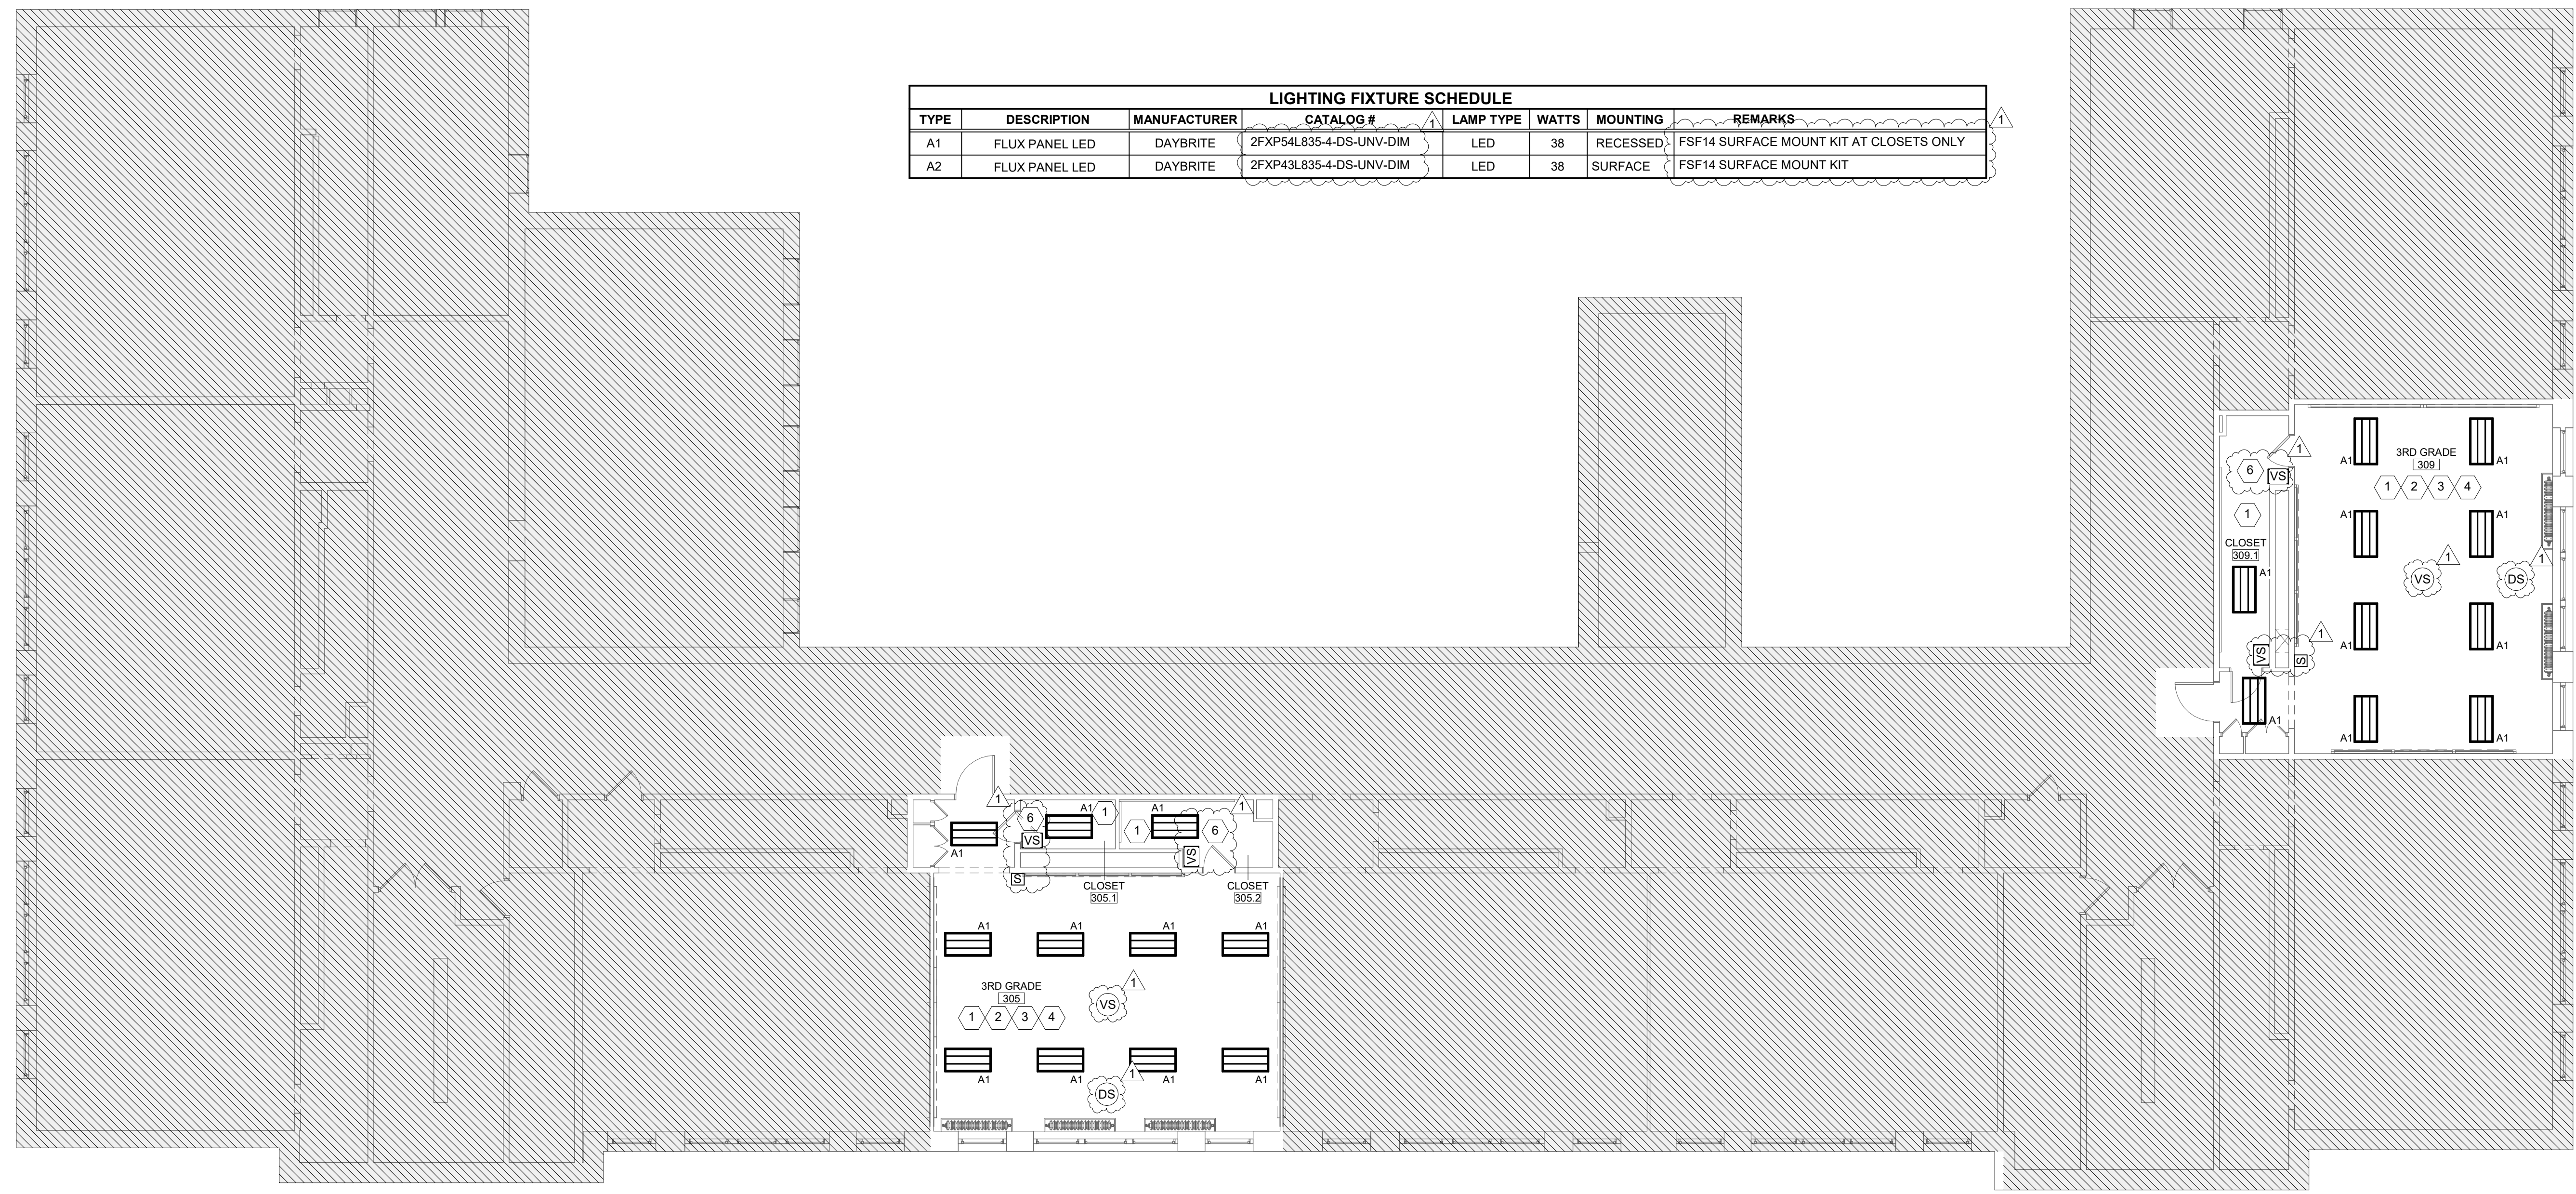 LIGHTING FIXTURE SCHEDULE
TYPE DESCRIPTION MANUFACTURER CATALOG # 1 LAMP TYPE WATTS MOUNTING REMARKS 1
A1 FLUX PANEL LED DAYBRITE 2FXP54L835-4-DS-UNV-DIM LED 38 RECESSED FSF14 SURFACE MOUNT KIT AT CLOSETS ONLY
A2 FLUX PANEL LED DAYBRITE 2FXP43L835-4-DS-UNV-DIM LED 38 SURFACE FSF14 SURFACE MOUNT KIT
1
3RD GRADE
309
A1 A1
6 VS
1 2 3 4
1
A1 A1
CLOSET
309.1
A1
1 1
VS DS
1
VS S
A1 A1
A1
A1 A1
1 1
A1 1 A1
6 1 6
VS VS
A1
S
CLOSET CLOSET
305.1 305.2
A1 A1 A1 A1
1
3RD GRADE
305
VS
1 2 3 4
1
A1 A1 A1 A1
DS